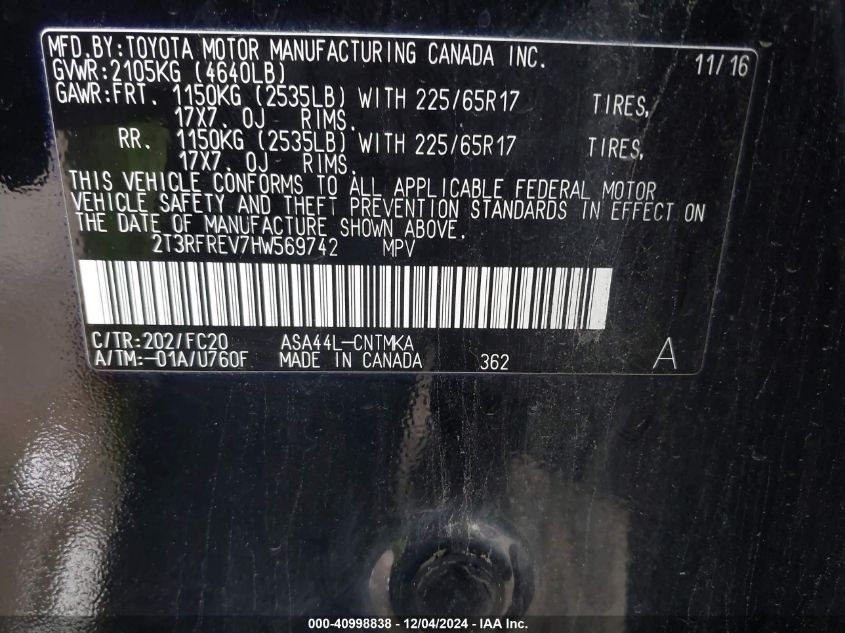 MFD.BY:TOYOTA MOTOR MANUFACTURING CANADA INC. 11/16
GVWR:2105KG (4640LB)
GAWR:FRT. 1150KG (2535LB) WITH 225/65R17 TIRES,
17X7.0J RIMS.
RR. 1150KG (2535LB) WITH 225/65R17 TIRES,
17X7.0J RIMS.
THIS VEHICLE CONFORMS TO ALL APPLICABLE FEDERAL MOTOR
VEHICLE SAFETY AND THEFT PREVENTION STANDARDS IN EFFECT ON
THE DATE OF MANUFACTURE SHOWN ABOVE.
2T3RFREV7HW569742 MPV
C/TR:202/FC20 ASA44L-CNTMKA
A/TM:-01A/U760F MADE IN CANADA 362 A
000-40998838 - 12/04/2024 - IAA Inc.